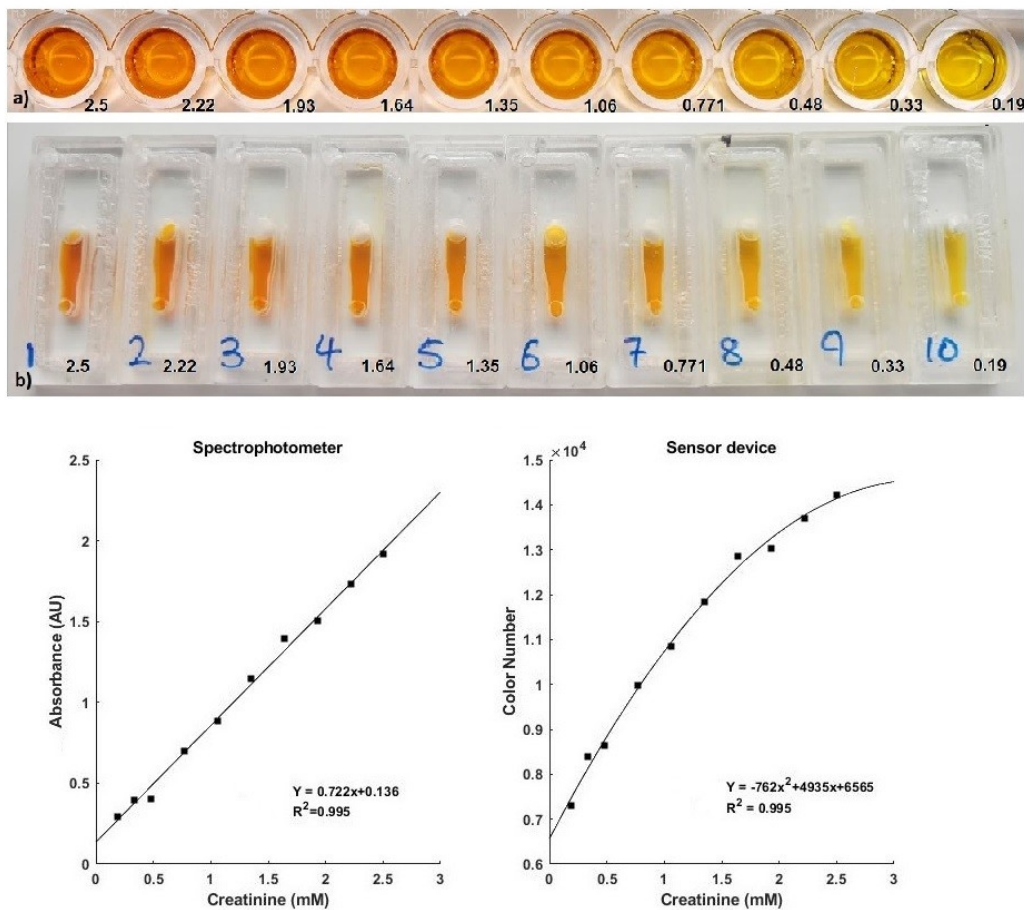 a) 2.5 2.22 1.93 1.64 1.35 1.06 0.771 0.48 0.33 0.19
1 2 3 4 5 6 7 8 9 10
b) 2.5 2.22 1.93 1.64 1.35 1.06 0.771 0.48 0.33 0.19
Spectrophotometer
2.5
2
1.5
1
0.5
0
0 0.5 1 1.5 2 2.5 3
Absorbance (AU)
Creatinine (mM)
Y = 0.722x+0.136
R²=0.995
Sensor device
×10⁴
1.5
1.4
1.3
1.2
1.1
1
0.9
0.8
0.7
0.6
0 0.5 1 1.5 2 2.5 3
Color Number
Creatinine (mM)
Y = -762x²+4935x+6565
R² = 0.995